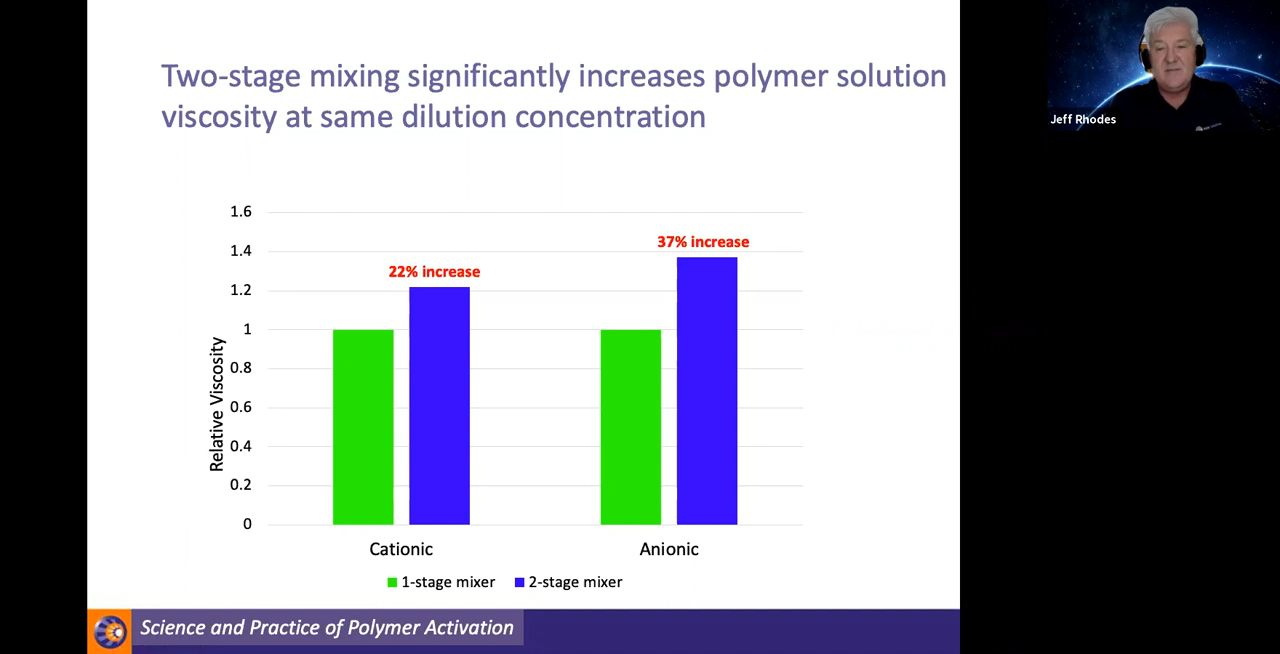 Two-stage mixing significantly increases polymer solution
viscosity at same dilution concentration
Jeff Rhodes
1.6
1.4
1.2
1
0.8
0.6
0.4
0.2
0
Relative Viscosity
22% increase
37% increase
Cationic
Anionic
1-stage mixer
2-stage mixer
Science and Practice of Polymer Activation